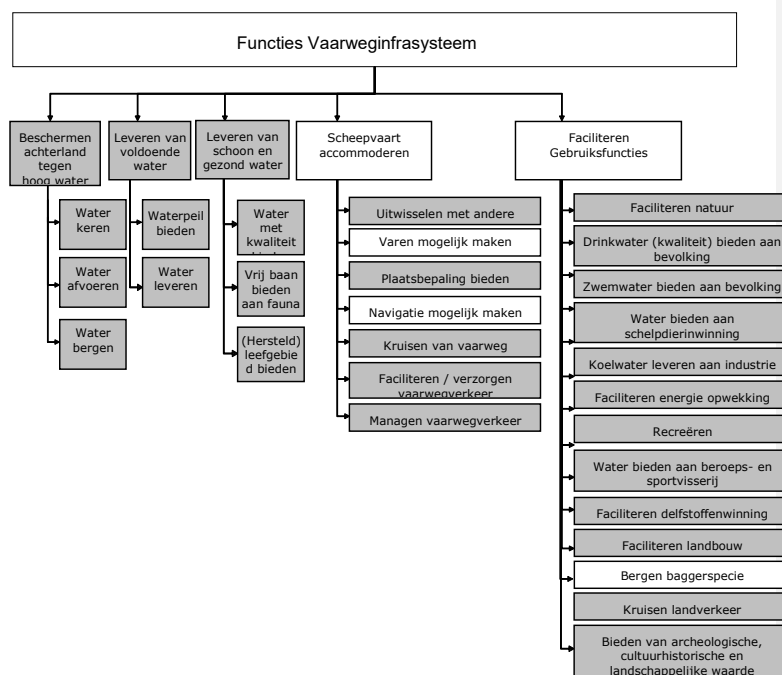 Functies Vaarweginfrasysteem
Beschermen
achterland
tegen
hoog water
Water
keren
Water
afvoeren
Water
bergen
Leveren van
voldoende
water
Waterpeil
bieden
Water
leveren
Leveren van
schoon en
gezond water
Water
met
kwaliteit
Vrij baan
bieden
aan fauna
(Hersteld)
leefgebie
d bieden
Scheepvaart
accommoderen
Uitwisselen met andere
Varen mogelijk maken
Plaatsbepaling bieden
Navigatie mogelijk maken
Kruisen van vaarweg
Faciliteren / verzorgen
vaarwegverkeer
Managen vaarwegverkeer
Faciliteren
Gebruiksfuncties
Faciliteren natuur
Drinkwater (kwaliteit) bieden aan
bevolking
Zwemwater bieden aan bevolking
Water bieden aan
schelpdierinwinning
Koelwater leveren aan industrie
Faciliteren energie opwekking
Recreëren
Water bieden aan beroeps- en
sportvisserij
Faciliteren delfstoffenwinning
Faciliteren landbouw
Bergen baggerspecie
Kruisen landverkeer
Bieden van archeologische,
cultuurhistorische en
landschappelijke waarde